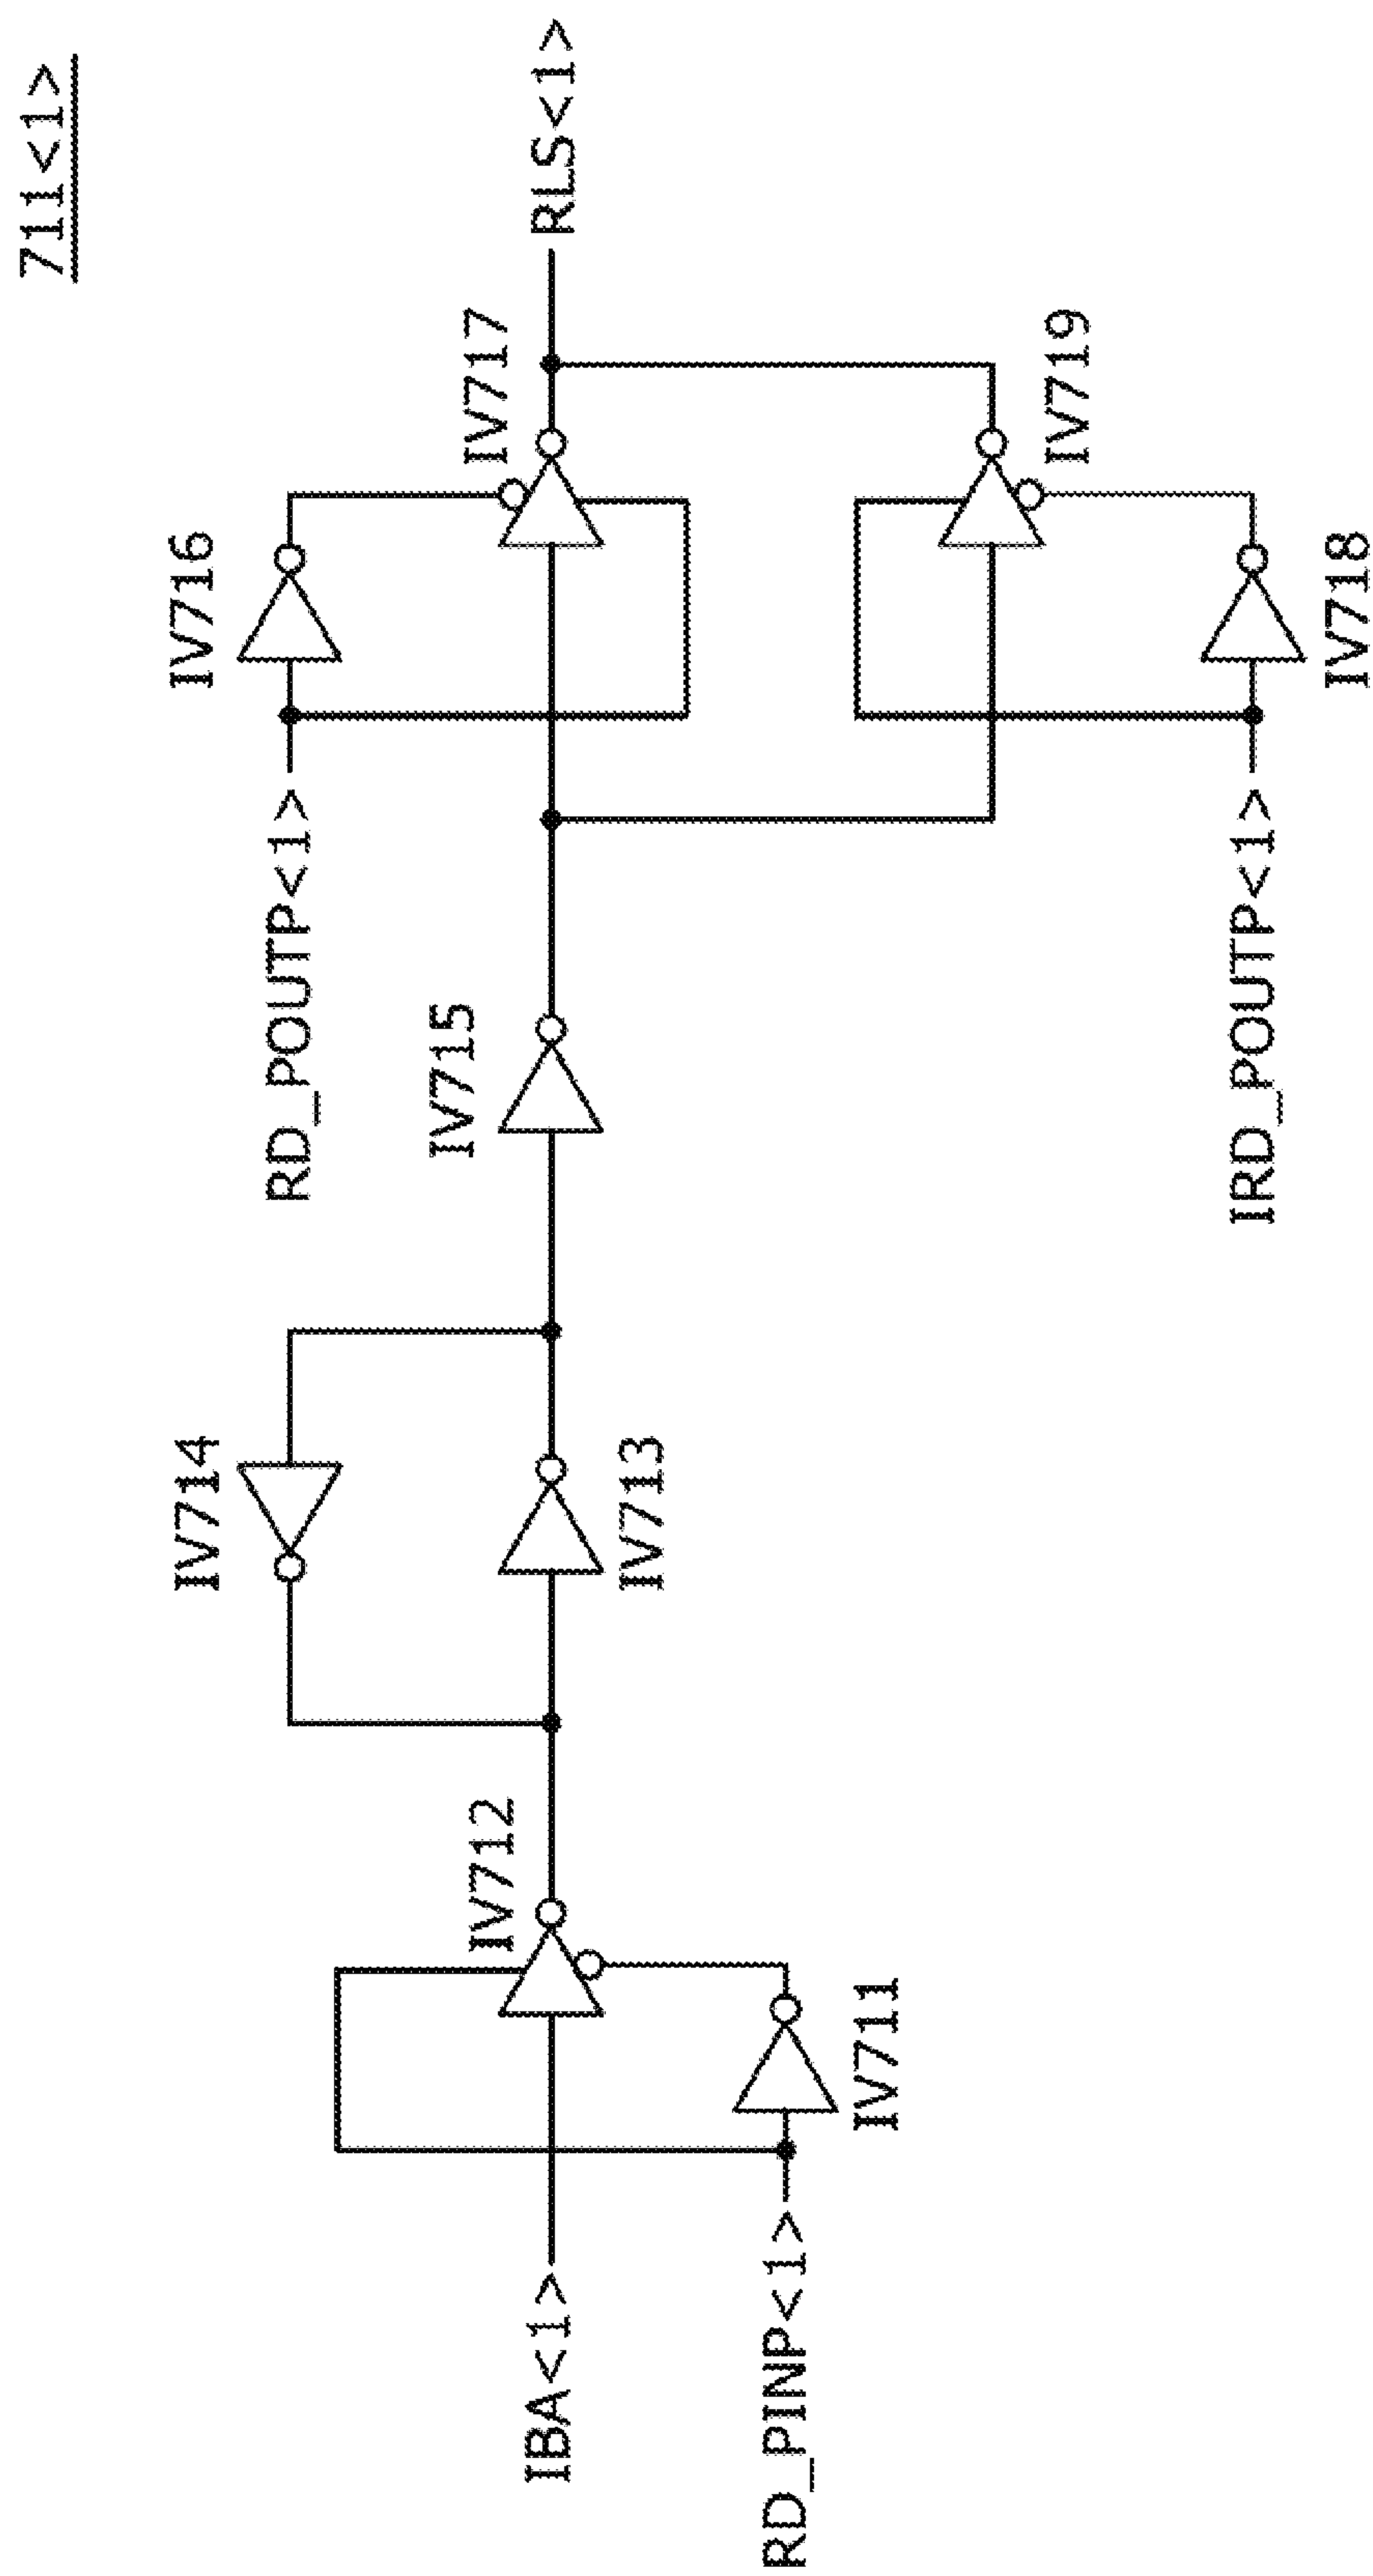 711<1>
IBA<1>
RD_PINP<1>
IV711
IV712
IV714
IV713
IV715
RD_POUTP<1>
IV716
IV717
RLS<1>
IRD_POUTP<1>
IV718
IV719